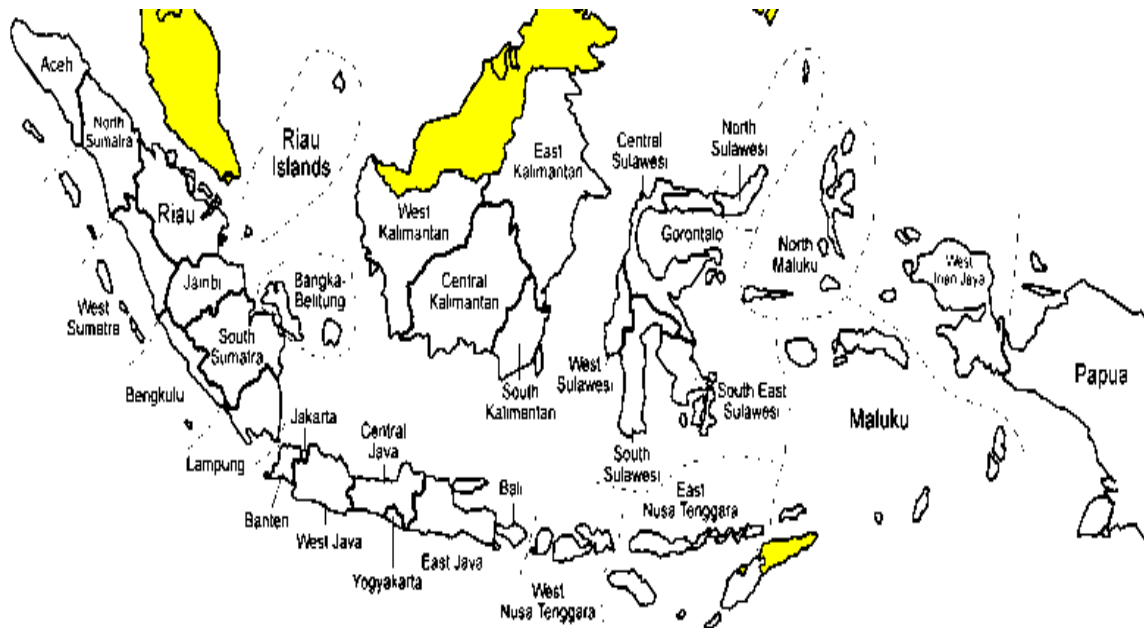 Aceh
North
Sumatra
Riau
Islands
Riau
Jambi
Bangka-
Belitung
West
Sumatra
South
Sumatra
Bengkulu
Lampung
Jakarta
Banten
West Java
Central
Java
Yogyakarta
East Java
Bali
West
Nusa Tenggara
East
Nusa Tenggara
West
Kalimantan
Central
Kalimantan
East
Kalimantan
South
Kalimantan
Central
Sulawesi
North
Sulawesi
Gorontalo
West
Sulawesi
South
Sulawesi
South East
Sulawesi
North
Maluku
Maluku
West
Irian Jaya
Papua